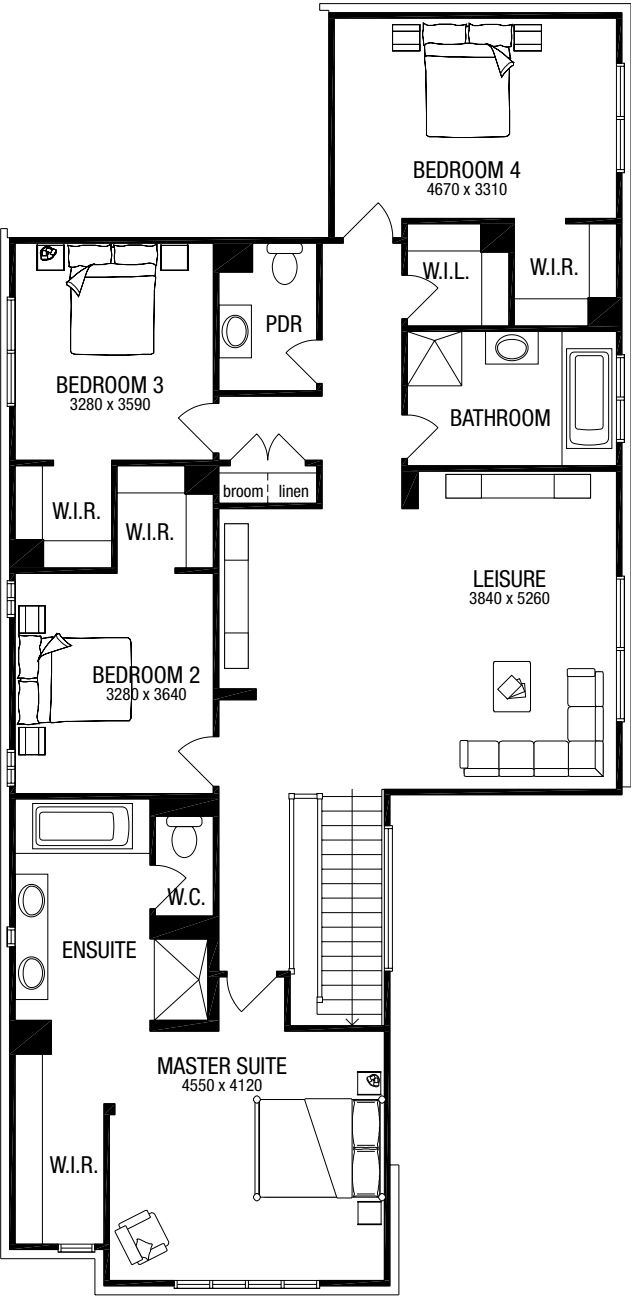 BEDROOM 4
4670 x 3310
W.I.L.
W.I.R.
PDR
BEDROOM 3
3280 x 3590
BATHROOM
broom
linen
W.I.R.
W.I.R.
LEISURE
3840 x 5260
BEDROOM 2
3280 x 3640
W.C.
ENSUITE
MASTER SUITE
4550 x 4120
W.I.R.